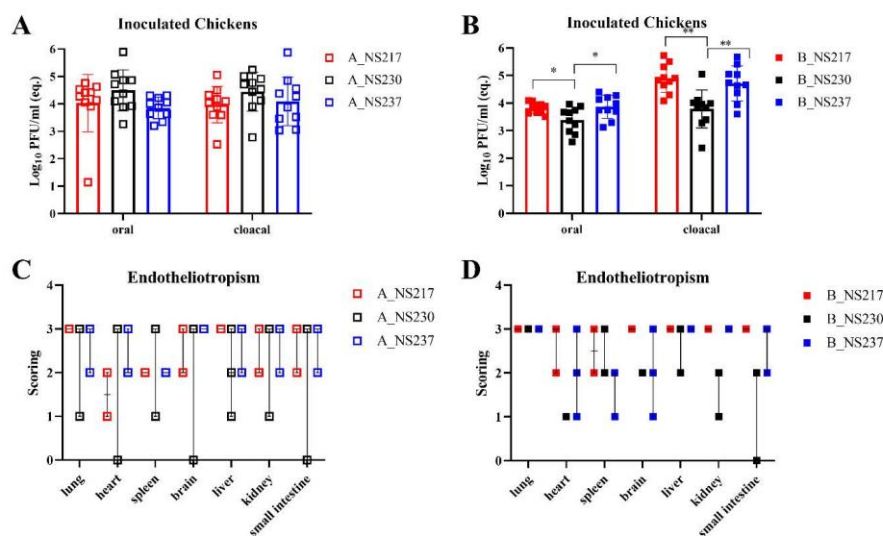 A
Inoculated Chickens
Log10 PFU/ml (eq.)
6
5
4
3
2
1
0
oral
cloacal
A_NS217
A_NS230
A_NS237
B
Inoculated Chickens
Log10 PFU/ml (eq.)
7
6
5
4
3
2
1
0
*
*
**
**
oral
cloacal
B_NS217
B_NS230
B_NS237
C
Endotheliotropism
Scoring
4
3
2
1
0
lung
heart
spleen
brain
liver
kidney
small intestine
A_NS217
A_NS230
A_NS237
D
Endotheliotropism
Scoring
4
3
2
1
0
lung
heart
spleen
brain
liver
kidney
small intestine
B_NS217
B_NS230
B_NS237